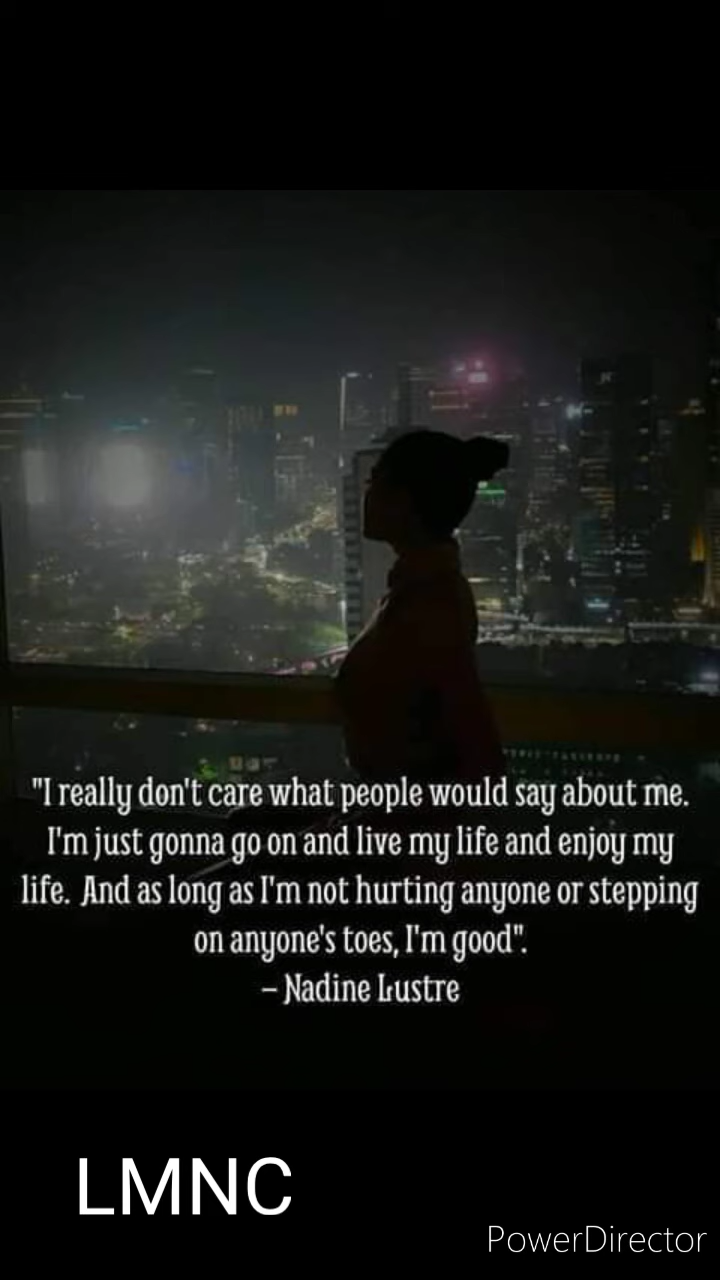 "I really don't care what people would say about me.
I'm just gonna go on and live my life and enjoy my
life. And as long as I'm not hurting anyone or stepping
on anyone's toes, I'm good".
– Nadine Lustre
LMNC
PowerDirector